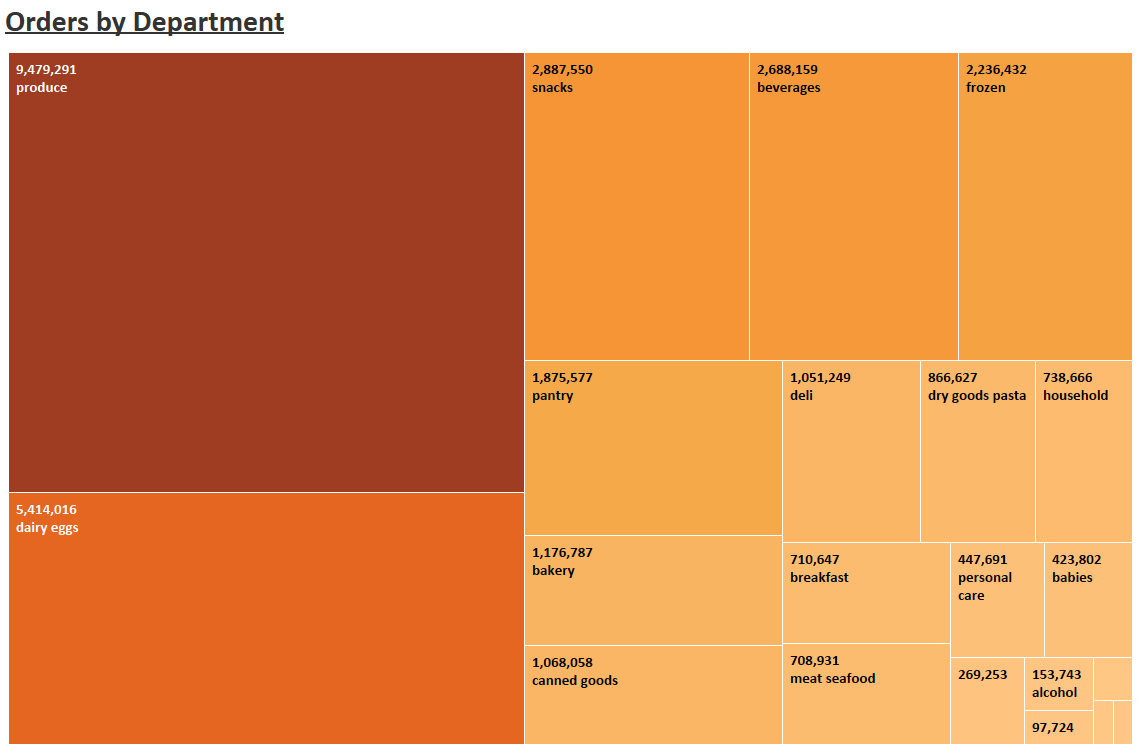 Orders by Department
9,479,291
produce
5,414,016
dairy eggs
2,887,550
snacks
2,688,159
beverages
2,236,432
frozen
1,875,577
pantry
1,176,787
bakery
1,068,058
canned goods
1,051,249
deli
866,627
dry goods pasta
738,666
household
710,647
breakfast
708,931
meat seafood
447,691
personal
care
423,802
babies
269,253
153,743
alcohol
97,724